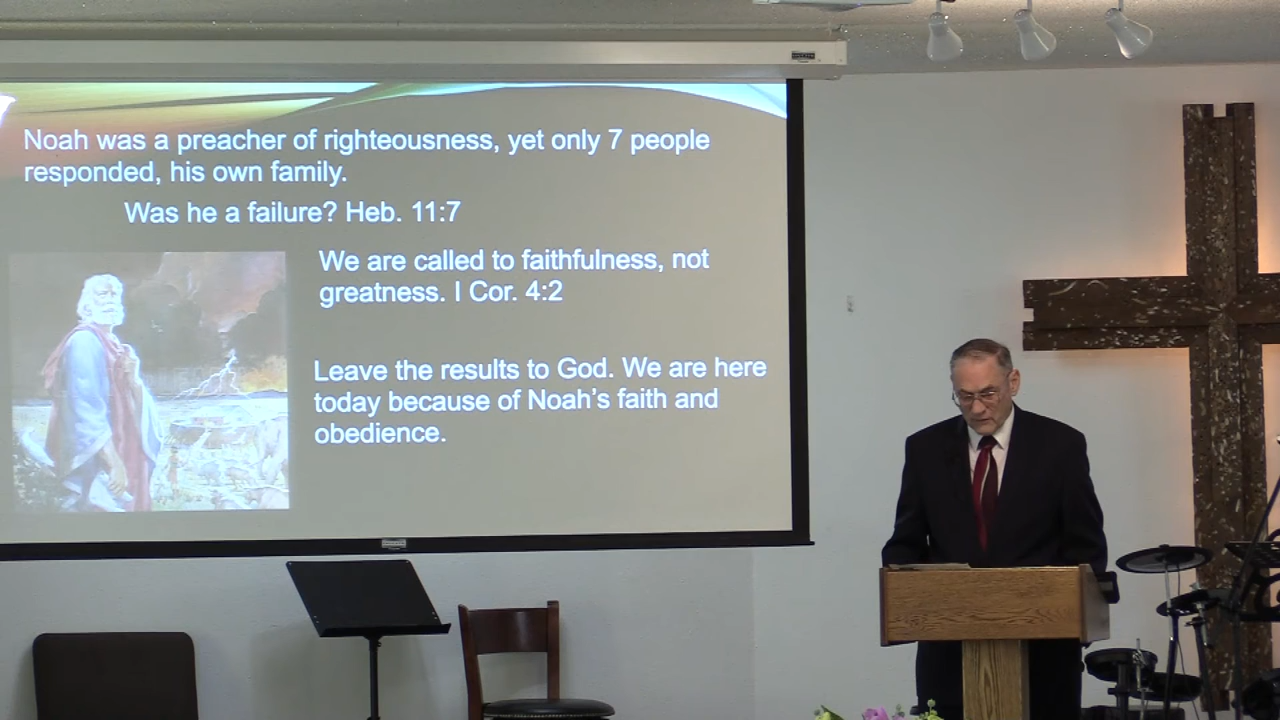 Noah was a preacher of righteousness, yet only 7 people
responded, his own family.
Was he a failure? Heb. 11:7
We are called to faithfulness, not
greatness. I Cor. 4:2
Leave the results to God. We are here
today because of Noah's faith and
obedience.